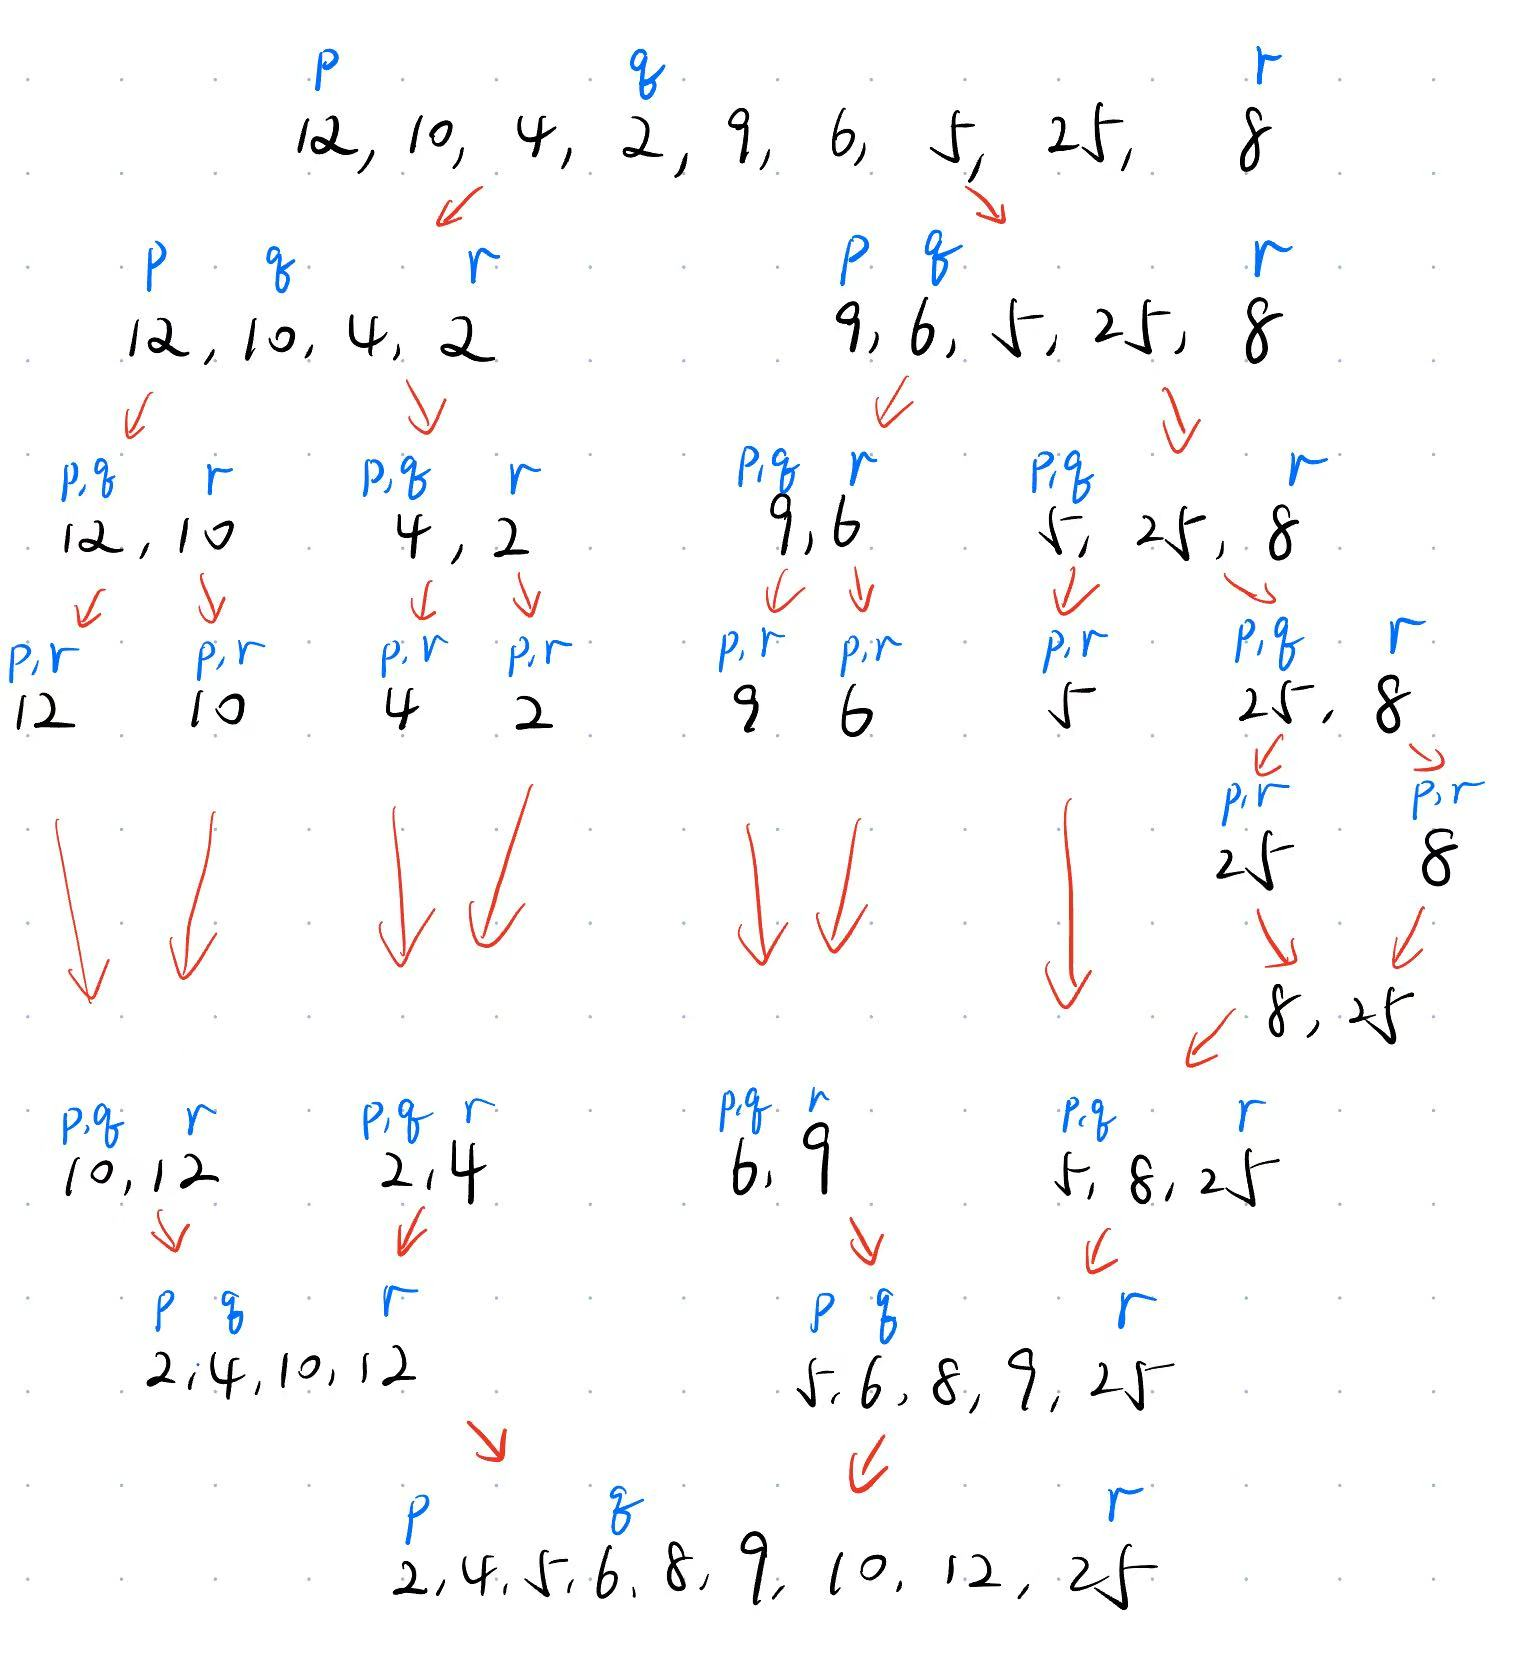 p q r
12, 10, 4, 2, 9, 6, 5, 25, 8
p q r p q r
12, 10, 4, 2 9, 6, 5, 25, 8
p,q r p,q r p,q r p,q r
12, 10 4, 2 9, 6 5, 25, 8
p,r p,r p,r p,r p,r p,r p,r p,q r
12 10 4 2 9 6 5 25, 8
p,r p,r
25 8
8, 25
p,q r p,q r p,q r p,q r
10, 12 2, 4 6, 9 5, 8, 25
p q r p q r
2, 4, 10, 12 5, 6, 8, 9, 25
p q r
2, 4, 5, 6, 8, 9, 10, 12, 25